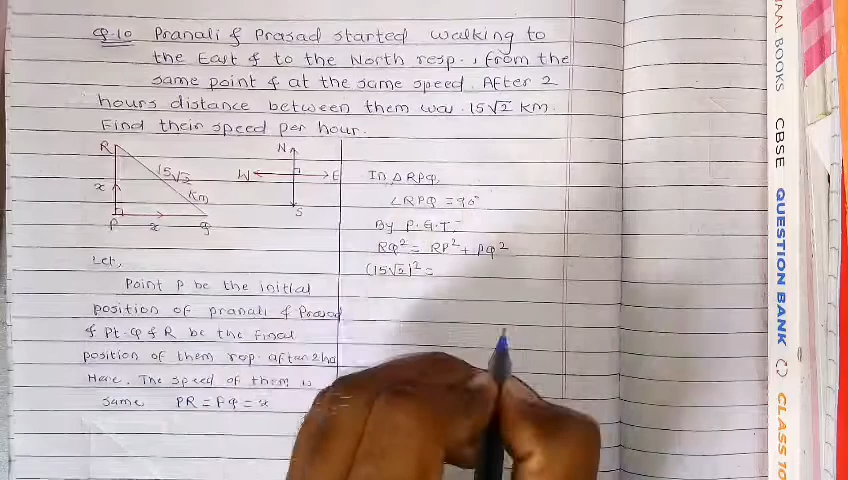 Q.10 Pranali & Prasad started walking to
the East & to the North resp., from the
same point & at the same speed. After 2
hours distance between them was 15√2 KM.
Find their speed per hour.
R
15√2
KM
x
P
x
Q
N
W
E
S
Let,
Point P be the initial
position of pranali & Prasad
& Pt. Q & R be the final
position of them resp. after 2
Here, The speed of them is
same PR = PQ = x
In △RPQ,
∠RPQ = 90°
By P.G.T.-
RQ² = RP² + PQ²
(15√2)² =
BOOKS
CBSE
QUESTION BANK
CLASS 10